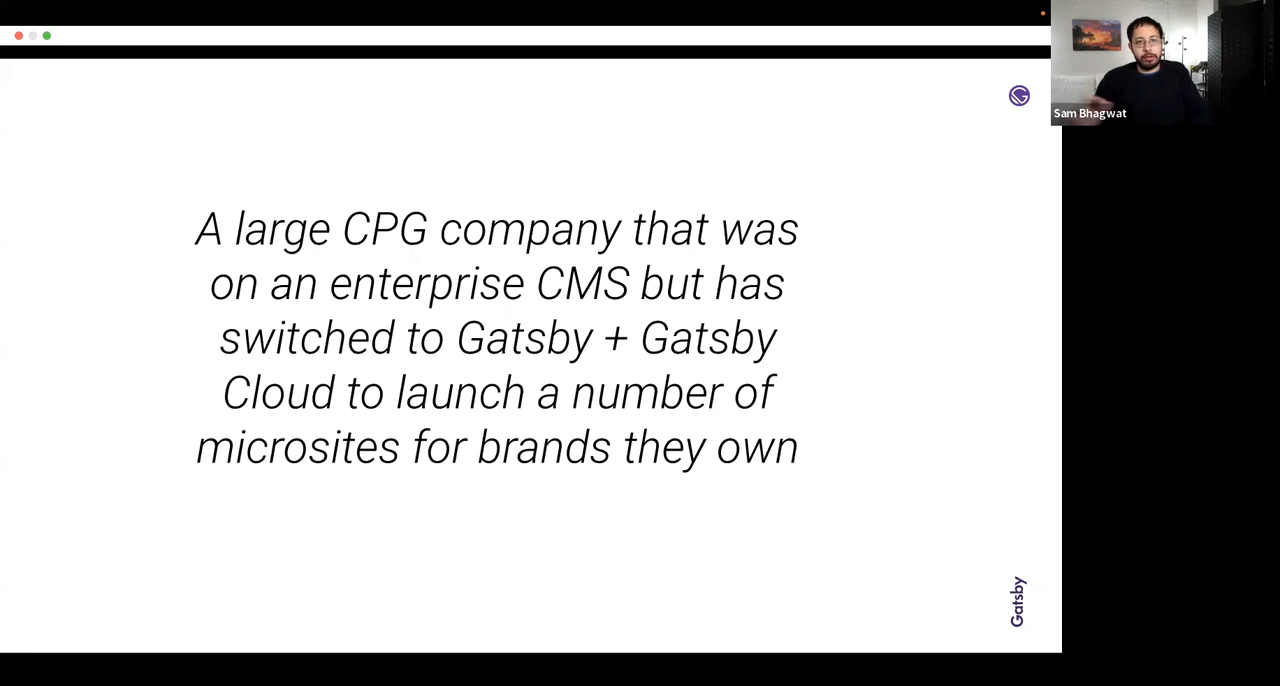 Sam Bhagwat
A large CPG company that was
on an enterprise CMS but has
switched to Gatsby + Gatsby
Cloud to launch a number of
microsites for brands they own
Gatsby